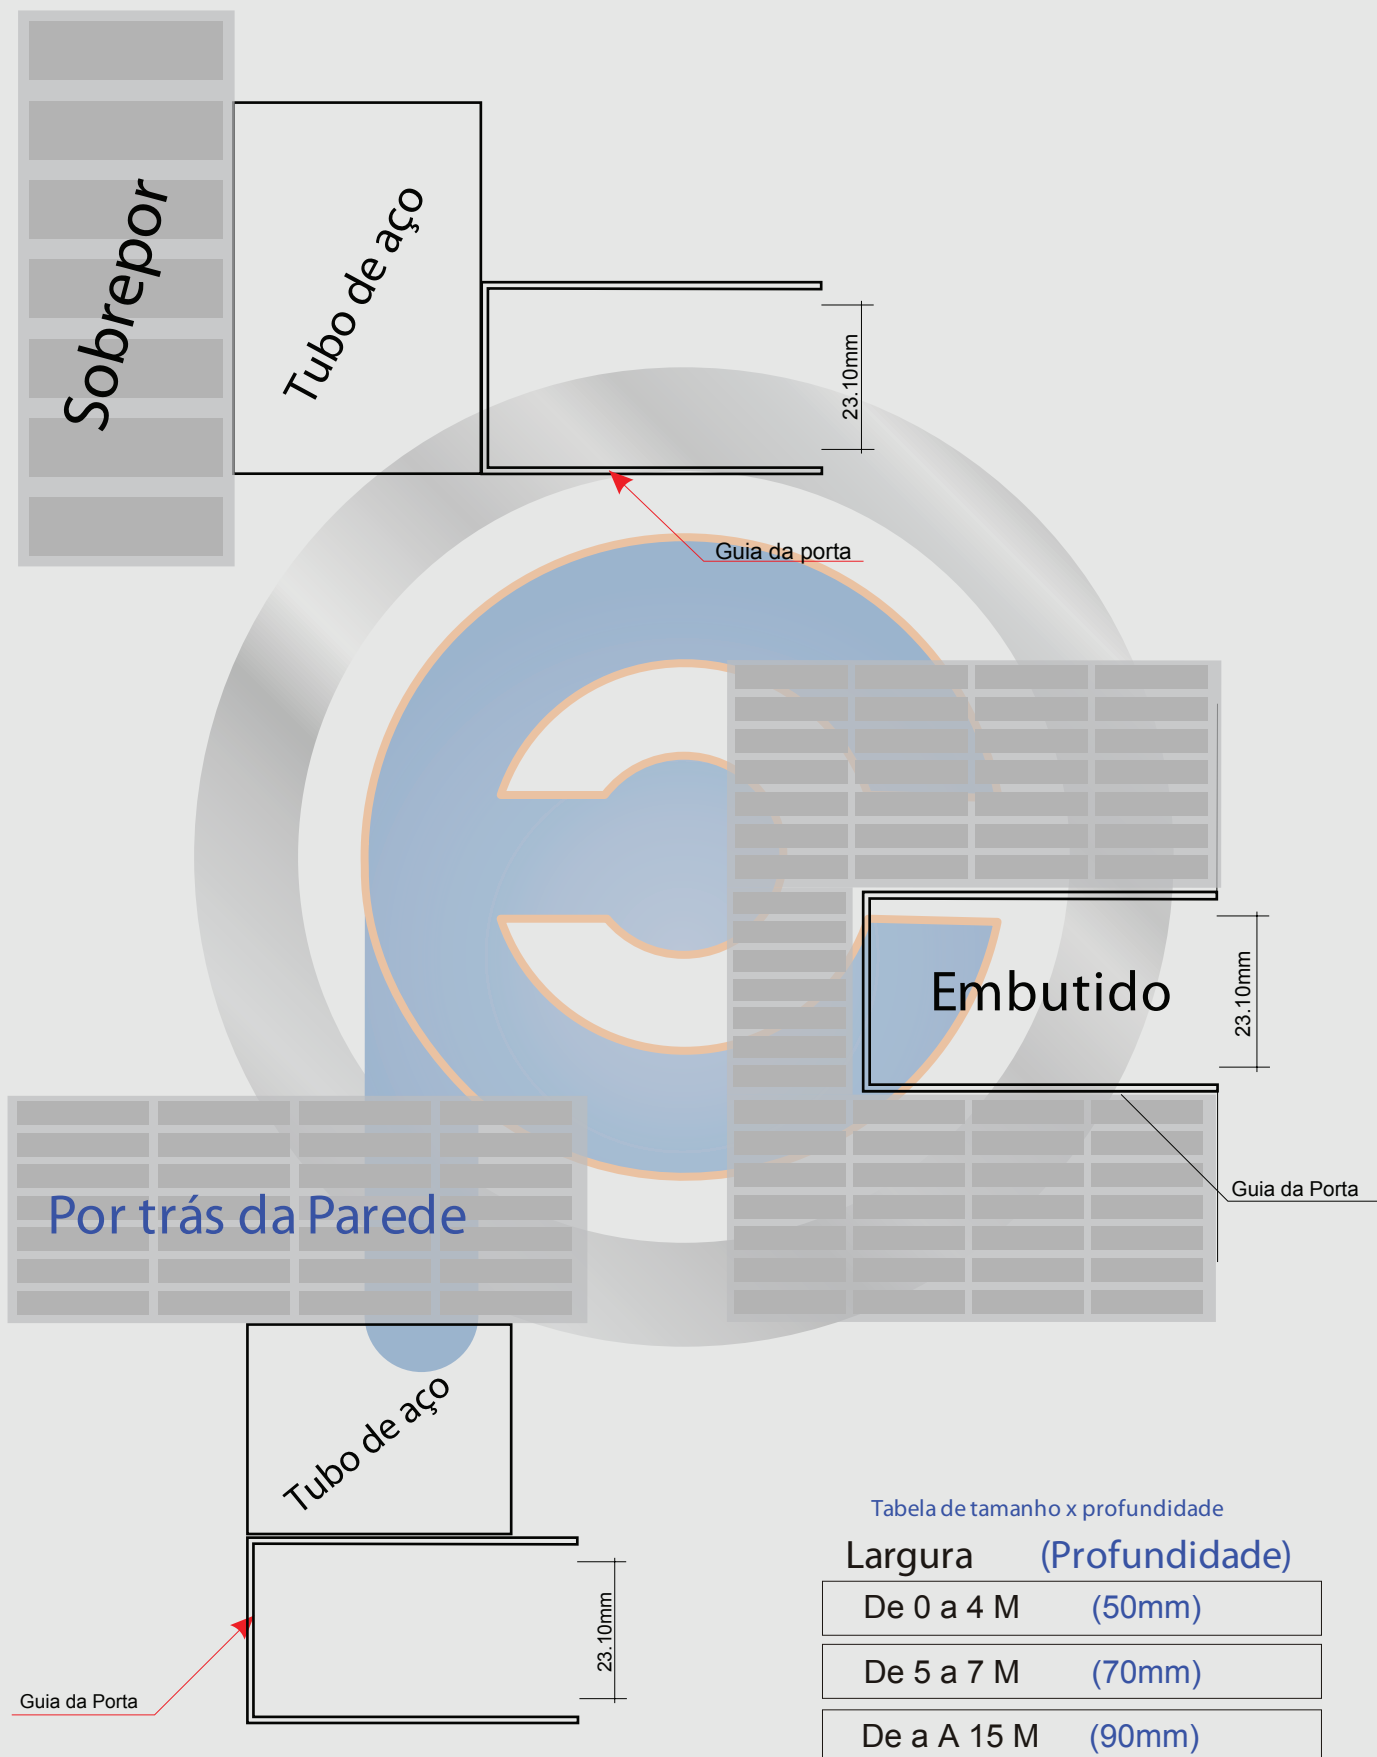 Sobrepor
Tubo de aço
23.10mm
Guia da porta
Embutido
23.10mm
Guia da Porta
Por trás da Parede
Tubo de aço
23.10mm
Guia da Porta
Tabela de tamanho x profundidade
Largura (Profundidade)
De 0 a 4 M (50mm)
De 5 a 7 M (70mm)
De a A 15 M (90mm)